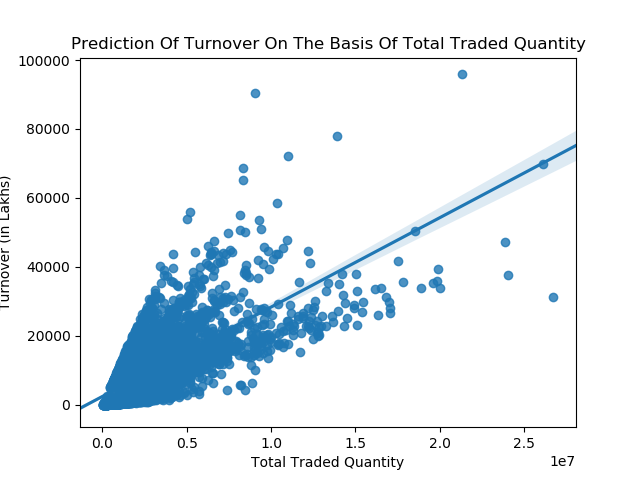 Prediction Of Turnover On The Basis Of Total Traded Quantity
100000
80000
60000
40000
20000
0
Turnover (in Lakhs)
0.0 0.5 1.0 1.5 2.0 2.5
1e7
Total Traded Quantity